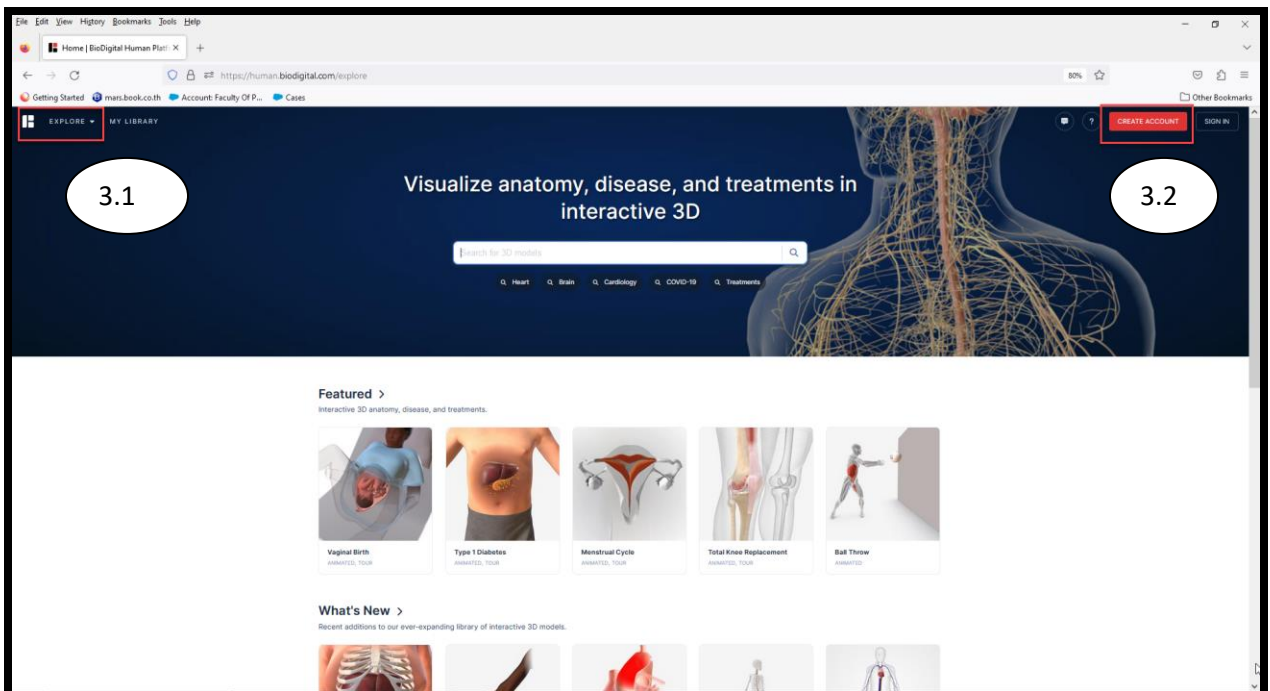 File Edit View History Bookmarks Tools Help
Home | BioDigital Human Platf
https://human.biodigital.com/explore
80%
Getting Started mars.book.co.th Account: Faculty Of P... Cases
Other Bookmarks
EXPLORE MY LIBRARY
? CREATE ACCOUNT SIGN IN
3.1
3.2
Visualize anatomy, disease, and treatments in
interactive 3D
Search for 3D models
Heart Brain Cardiology COVID-19 Treatments
Featured >
Interactive 3D anatomy, disease, and treatments.
Vaginal Birth
ANIMATED, TOUR
Type 1 Diabetes
ANIMATED, TOUR
Menstrual Cycle
ANIMATED, TOUR
Total Knee Replacement
ANIMATED, TOUR
Ball Throw
ANIMATED
What's New >
Recent additions to our ever-expanding library of interactive 3D models.